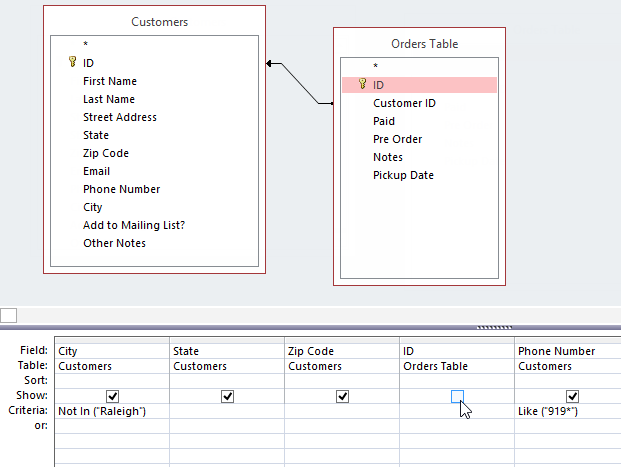 Customers
*
ID
First Name
Last Name
Street Address
State
Zip Code
Email
Phone Number
City
Add to Mailing List?
Other Notes
Orders Table
*
ID
Customer ID
Paid
Pre Order
Notes
Pickup Date
Field: City State Zip Code ID Phone Number
Table: Customers Customers Customers Orders Table Customers
Sort:
Show:
Criteria: Not In ("Raleigh") Like ("919*")
or: